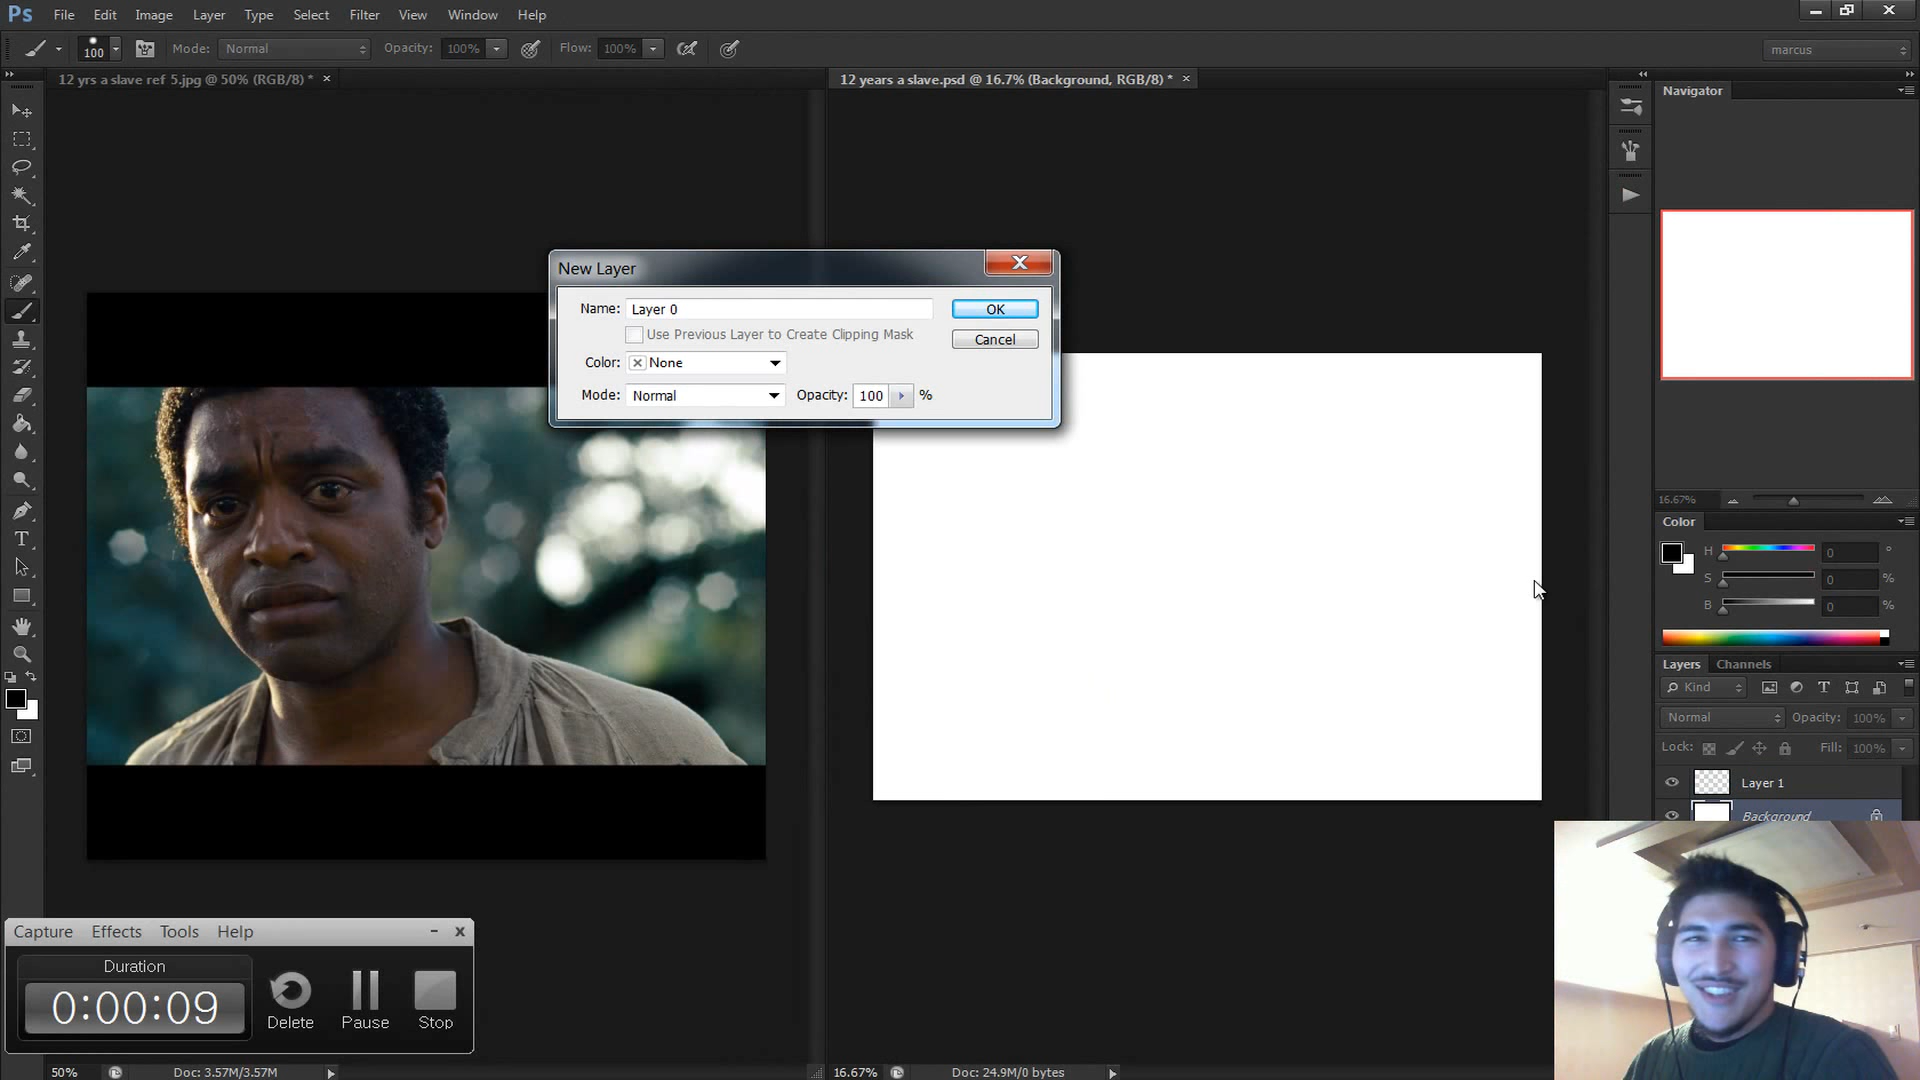 Ps File Edit Image Layer Type Select Filter View Window Help
100 Mode: Normal Opacity: 100% Flow: 100% marcus
12 yrs a slave ref 5.jpg @ 50% (RGB/8) * ×
12 years a slave.psd @ 16.7% (Background, RGB/8) * ×
Navigator
New Layer
Name: Layer 0
OK
Use Previous Layer to Create Clipping Mask
Cancel
Color: None
Mode: Normal Opacity: 100 %
16.67%
Color
H 0 °
S 0 %
B 0 %
Layers Channels
Kind
Normal Opacity: 100%
Lock: Fill: 100%
Layer 1
Background
Capture Effects Tools Help
Duration
0:00:09
Delete Pause Stop
50% Doc: 3.57M/3.57M
16.67% Doc: 24.9M/0 bytes